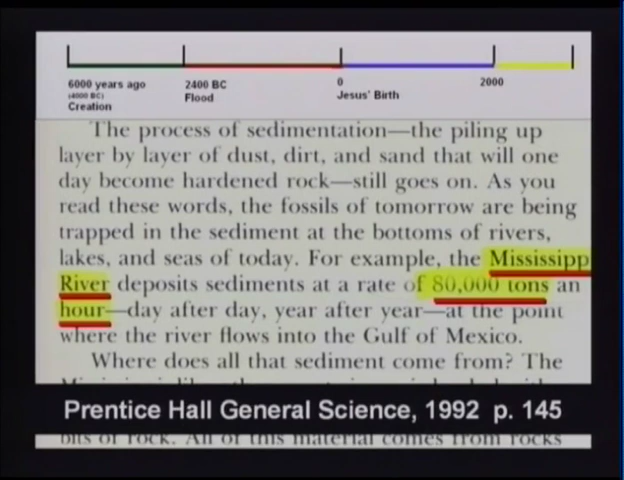 6000 years ago
(4000 BC)
Creation
2400 BC
Flood
0
Jesus' Birth
2000
The process of sedimentation—the piling up
layer by layer of dust, dirt, and sand that will one
day become hardened rock—still goes on. As you
read these words, the fossils of tomorrow are being
trapped in the sediment at the bottoms of rivers,
lakes, and seas of today. For example, the Mississipp
River deposits sediments at a rate of 80,000 tons an
hour—day after day, year after year—at the point
where the river flows into the Gulf of Mexico.
Where does all that sediment come from? The
Prentice Hall General Science, 1992 p. 145
bits of rock. All of this material comes from rocks